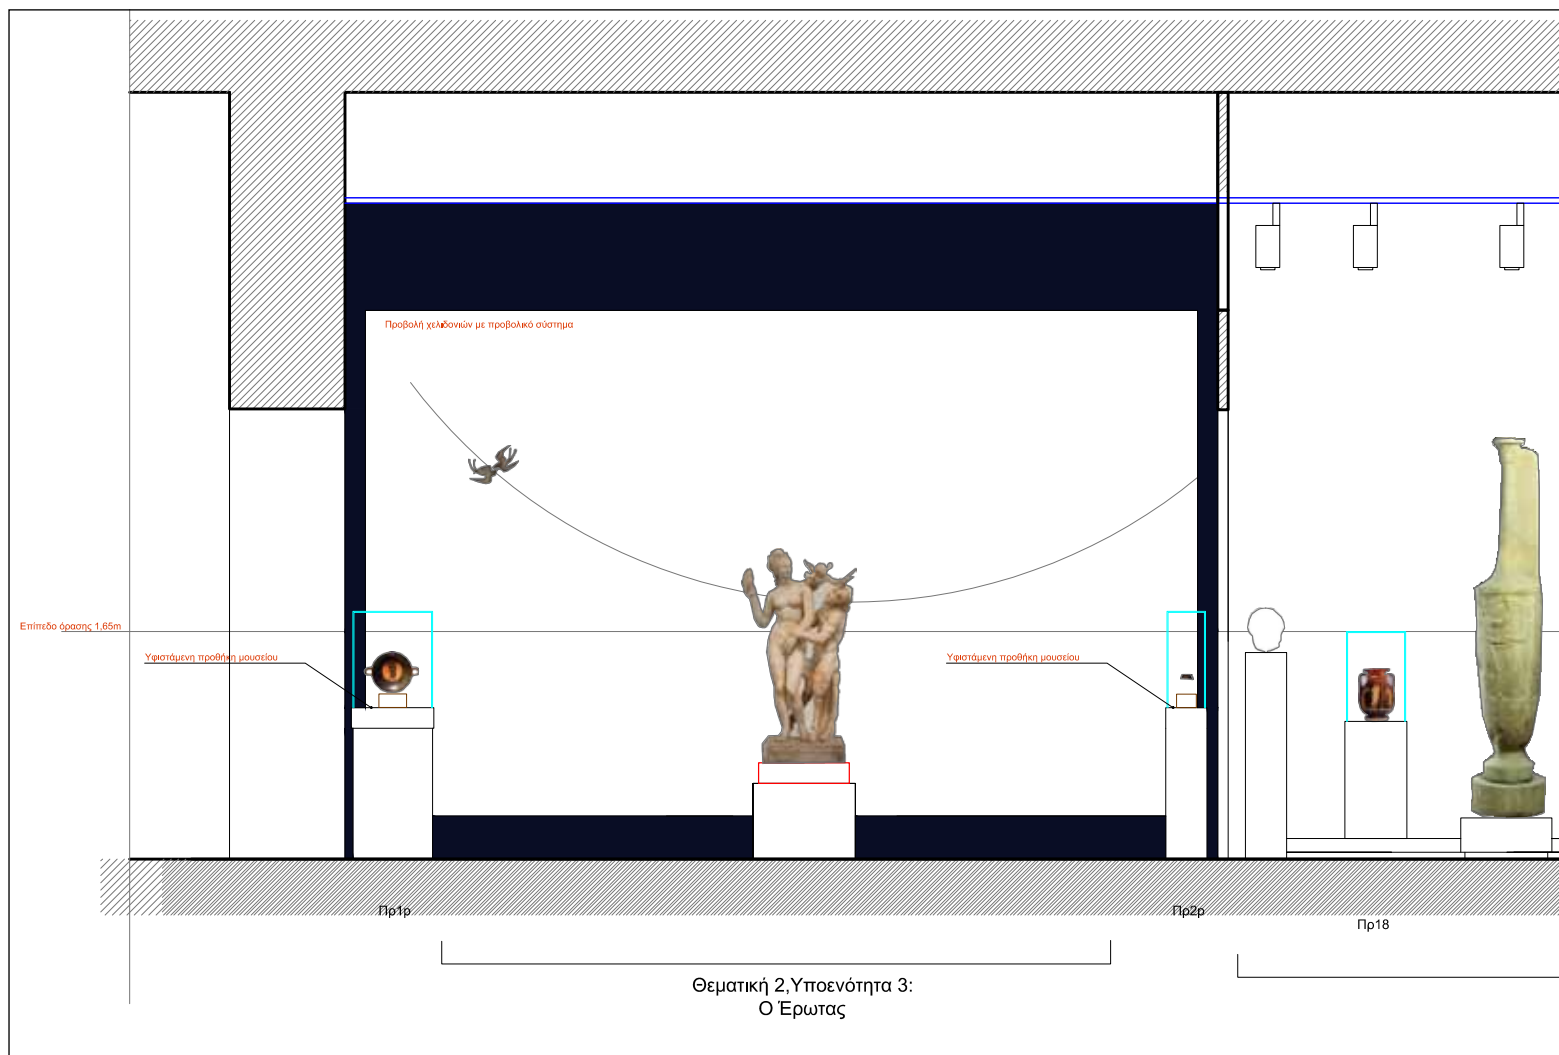 Προβολή χελιδονιών με προβολικό σύστημα
Επίπεδο όρασης 1,65m
Υφιστάμενη προθήκη μουσείου
Υφιστάμενη προθήκη μουσείου
Πρ1ρ
Πρ2ρ
Πρ18
Θεματική 2,Υποενότητα 3:
Ο Έρωτας